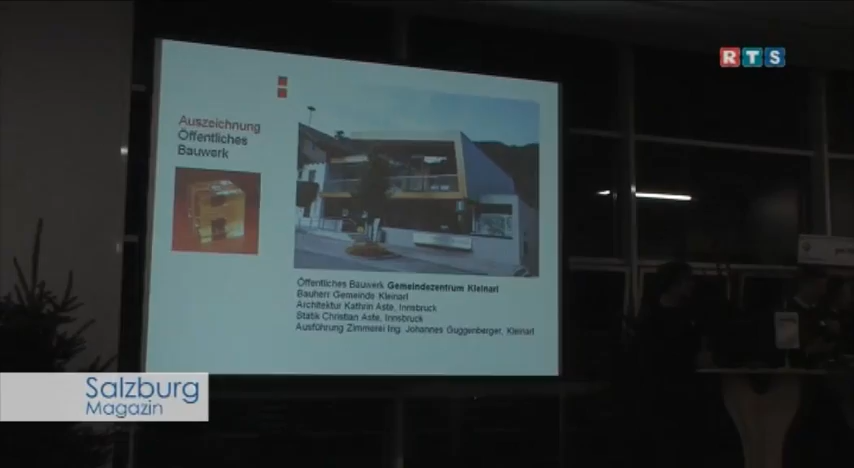 RTS
Auszeichnung
Öffentliches
Bauwerk
Öffentliches Bauwerk Gemeindezentrum Kleinarl
Bauherr Gemeinde Kleinarl
Architektur Kathrin Aste, Innsbruck
Statik Christian Aste, Innsbruck
Ausführung Zimmerei Ing. Johannes Guggenberger, Kleinarl
Salzburg
Magazin